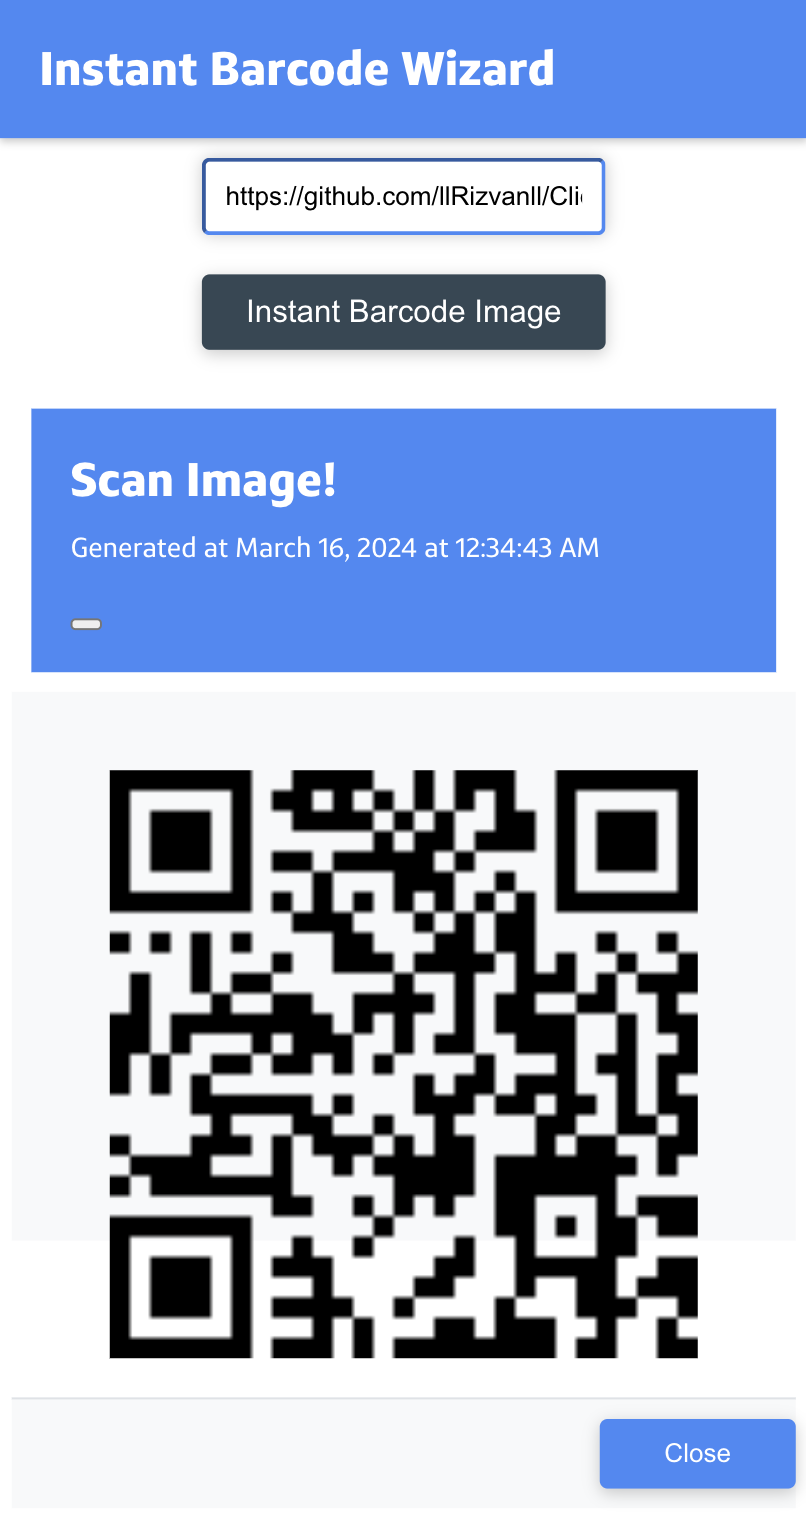 Instant Barcode Wizard
https://github.com/llRizvanll/Cli
Instant Barcode Image
Scan Image!
Generated at March 16, 2024 at 12:34:43 AM
Close